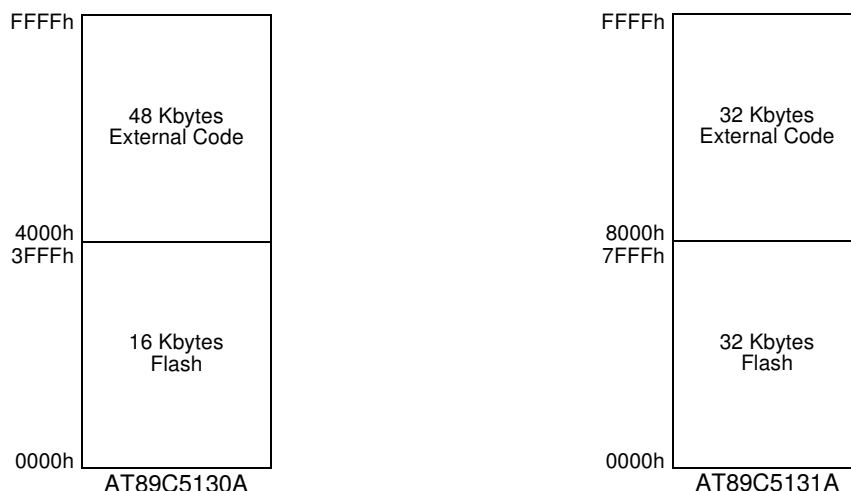 FFFFh
48 Kbytes
External Code
4000h
3FFFh
16 Kbytes
Flash
0000h
AT89C5130A
FFFFh
32 Kbytes
External Code
8000h
7FFFh
32 Kbytes
Flash
0000h
AT89C5131A